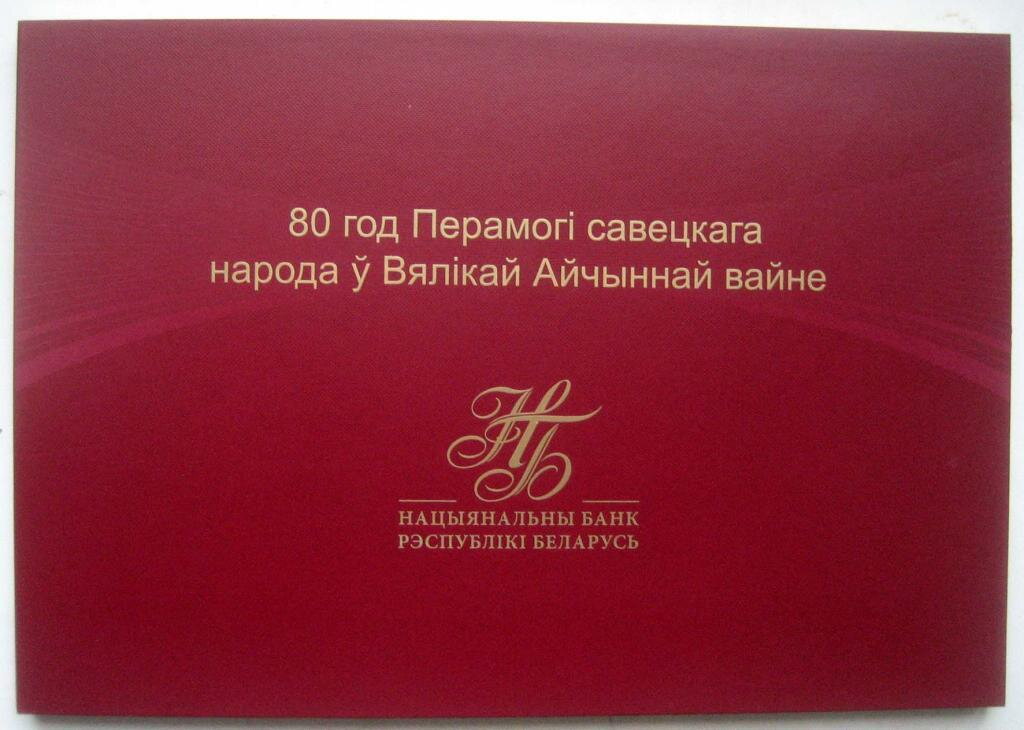 80 год Перамогі савецкага
народа ў Вялікай Айчыннай вайне
НБ
НАЦЫЯНАЛЬНЫ БАНК
РЭСПУБЛІКІ БЕЛАРУСЬ